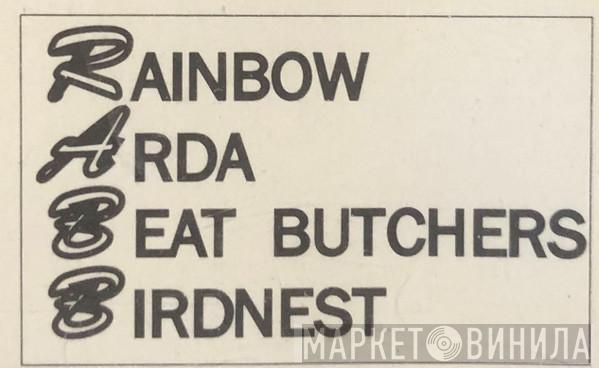 RAINBOW
ARDA
BEAT BUTCHERS
BIRDNEST
МАРКЕТ ВИНИЛА